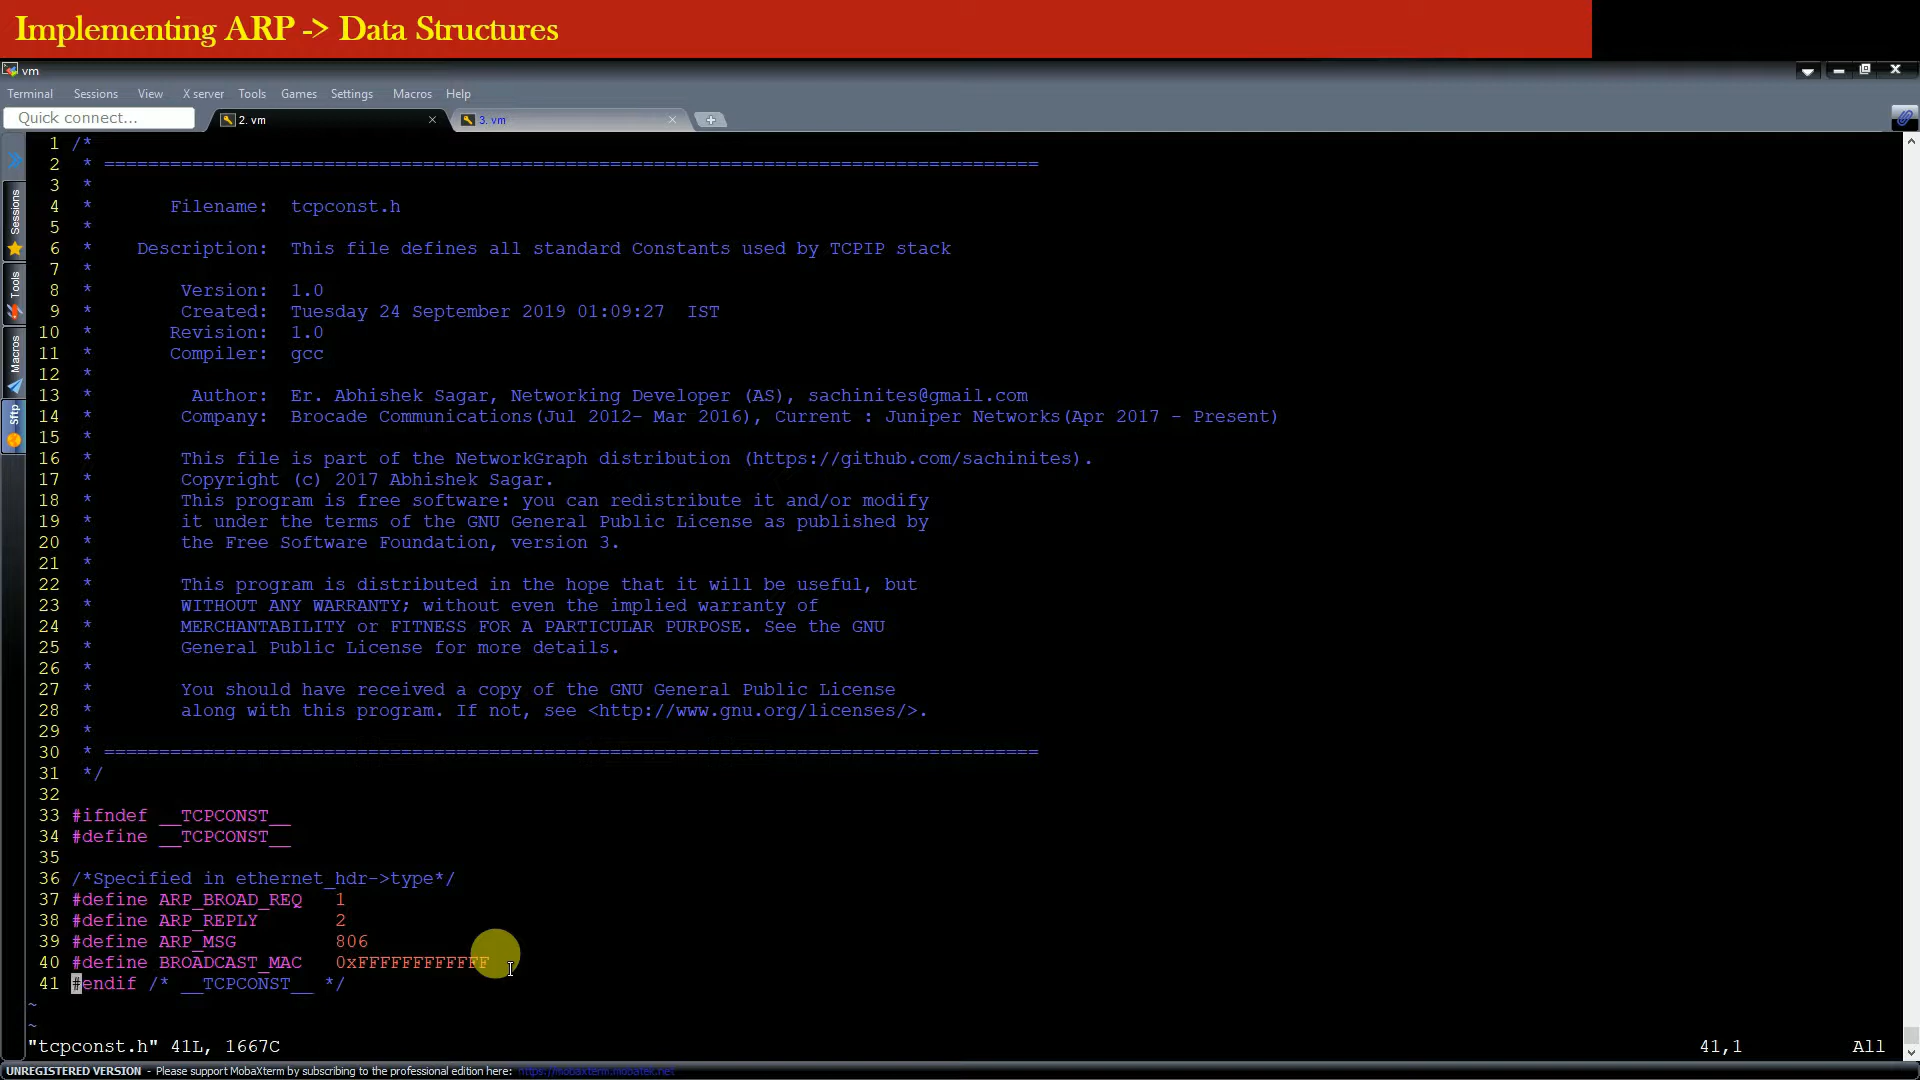 Implementing ARP -> Data Structures
vm
Terminal Sessions View X server Tools Games Settings Macros Help
Quick connect...
2. vm
3. vm
Sessions
Tools
Macros
Sftp
1 /*
2 * =====================================================================================
3 *
4 * Filename: tcpconst.h
5 *
6 * Description: This file defines all standard Constants used by TCPIP stack
7 *
8 * Version: 1.0
9 * Created: Tuesday 24 September 2019 01:09:27 IST
10 * Revision: 1.0
11 * Compiler: gcc
12 *
13 * Author: Er. Abhishek Sagar, Networking Developer (AS), sachinites@gmail.com
14 * Company: Brocade Communications(Jul 2012- Mar 2016), Current : Juniper Networks(Apr 2017 - Present)
15 *
16 * This file is part of the NetworkGraph distribution (https://github.com/sachinites).
17 * Copyright (c) 2017 Abhishek Sagar.
18 * This program is free software: you can redistribute it and/or modify
19 * it under the terms of the GNU General Public License as published by
20 * the Free Software Foundation, version 3.
21 *
22 * This program is distributed in the hope that it will be useful, but
23 * WITHOUT ANY WARRANTY; without even the implied warranty of
24 * MERCHANTABILITY or FITNESS FOR A PARTICULAR PURPOSE. See the GNU
25 * General Public License for more details.
26 *
27 * You should have received a copy of the GNU General Public License
28 * along with this program. If not, see <http://www.gnu.org/licenses/>.
29 *
30 * =====================================================================================
31 */
32
33 #ifndef __TCPCONST__
34 #define __TCPCONST__
35
36 /*Specified in ethernet_hdr->type*/
37 #define ARP_BROAD_REQ 1
38 #define ARP_REPLY 2
39 #define ARP_MSG 806
40 #define BROADCAST_MAC 0xFFFFFFFFFFFF
41 #endif /* __TCPCONST__ */
~
~
"tcpconst.h" 41L, 1667C 41,1 All
UNREGISTERED VERSION - Please support MobaXterm by subscribing to the professional edition here: https://mobaxterm.mobatek.net